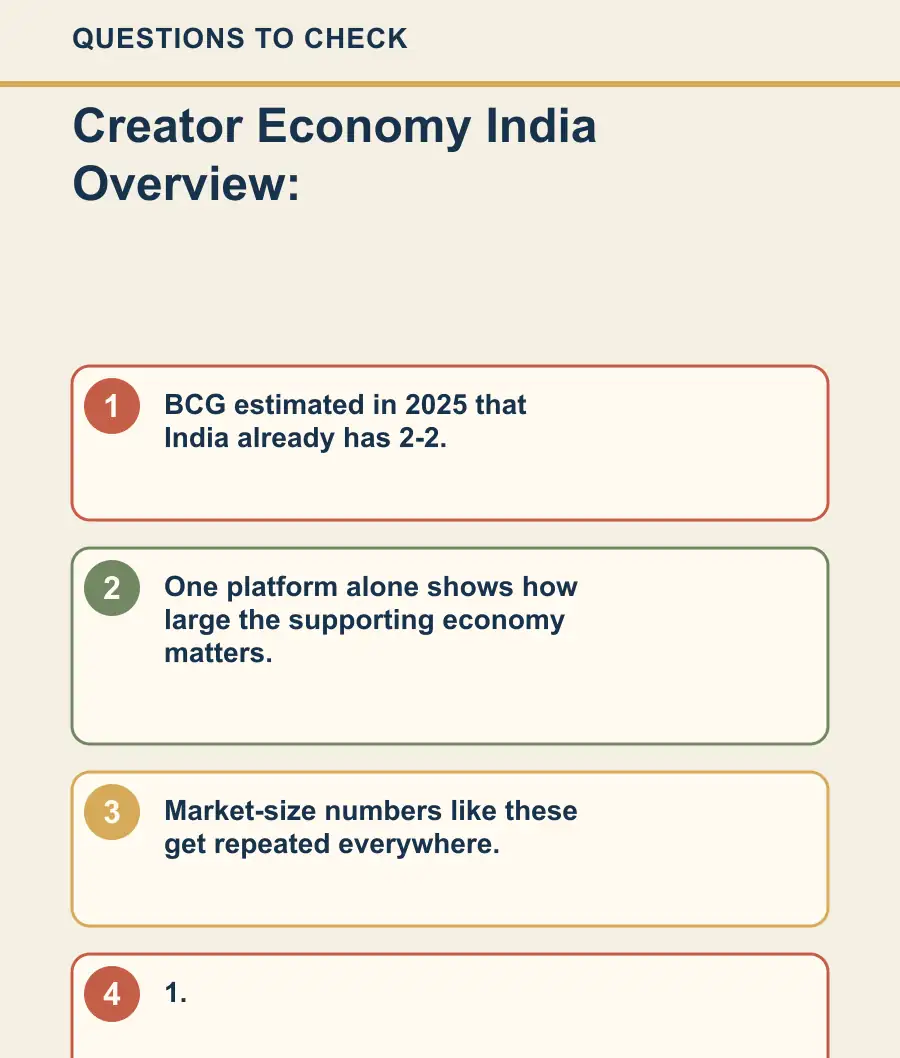 QUESTIONS TO CHECK
Creator Economy India
Overview:
1
BCG estimated in 2025 that
India already has 2-2.
2
One platform alone shows how
large the supporting economy
matters.
3
Market-size numbers like these
get repeated everywhere.
4
1.